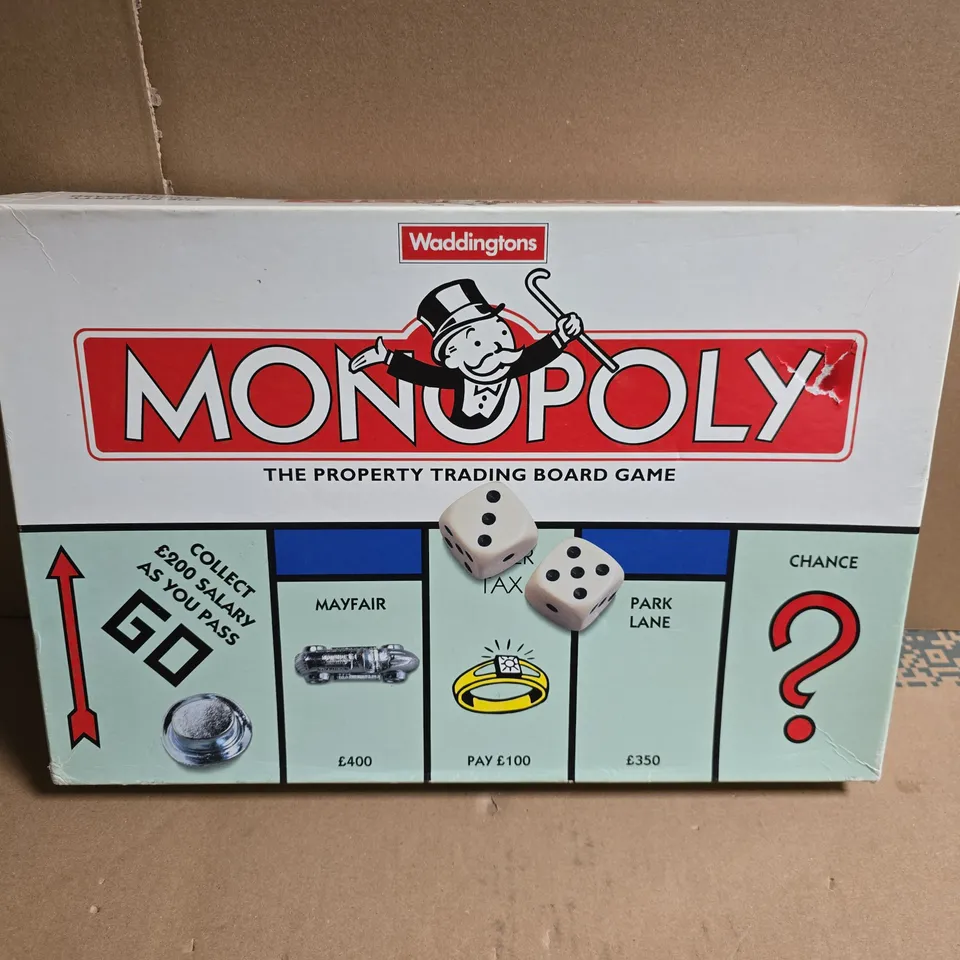 Waddingtons
MONOPOLY
THE PROPERTY TRADING BOARD GAME
COLLECT
£200 SALARY
AS YOU PASS
GO
MAYFAIR
£400
TAX
PAY £100
PARK
LANE
£350
CHANCE